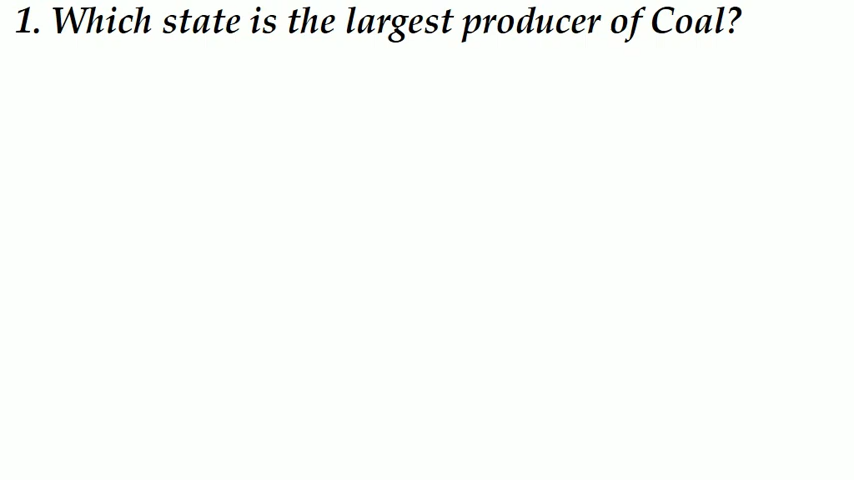 1. Which state is the largest producer of Coal?